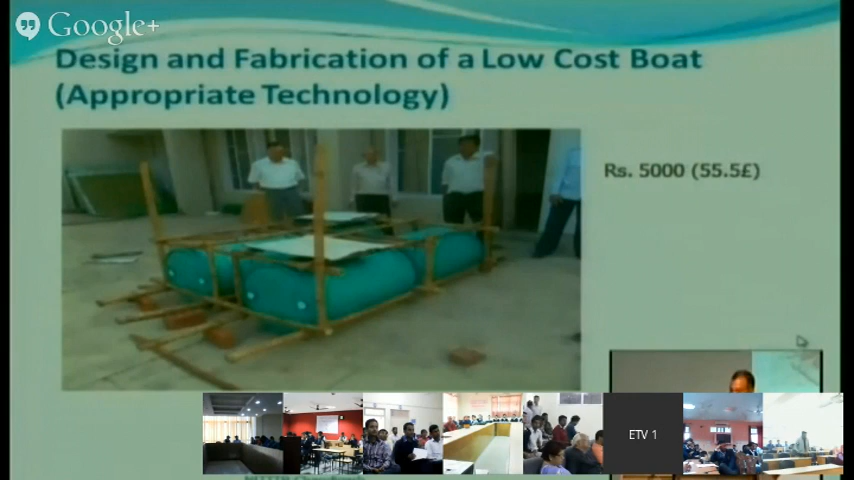 Google+
Design and Fabrication of a Low Cost Boat
(Appropriate Technology)
Rs. 5000 (55.5£)
ETV 1